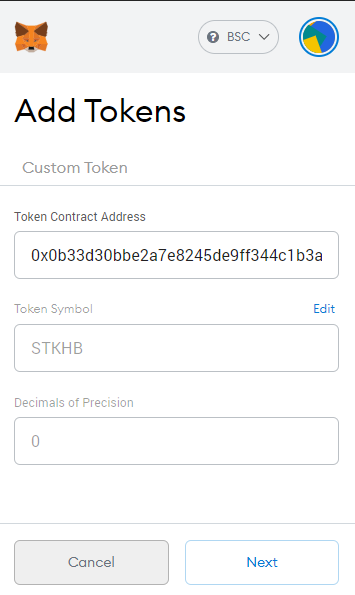 BSC
Add Tokens
Custom Token
Token Contract Address
0x0b33d30bbe2a7e8245de9ff344c1b3a
Token Symbol Edit
STKHB
Decimals of Precision
0
Cancel Next